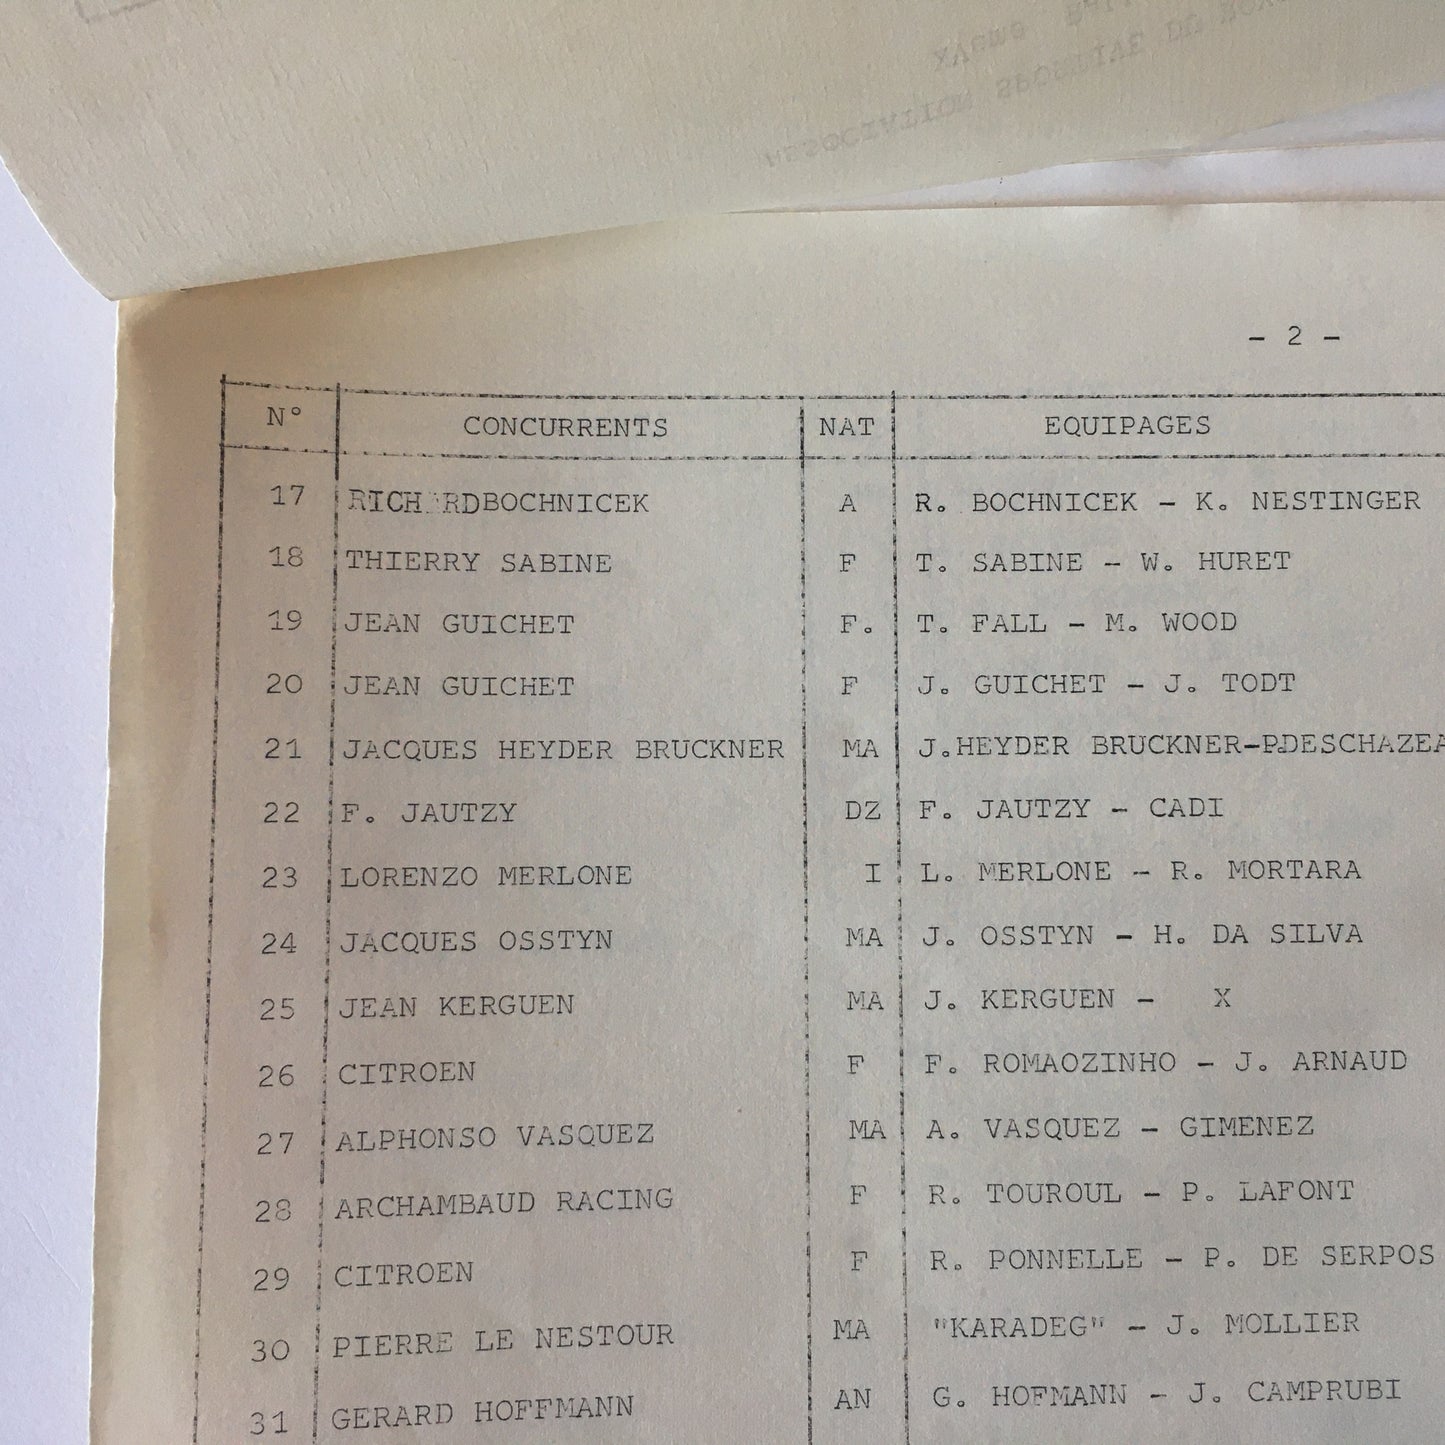 - 2 -
N° CONCURRENTS NAT EQUIPAGES
17 RICHARDBOCHNICEK A R. BOCHNICEK - K. NESTINGER
18 THIERRY SABINE F T. SABINE - W. HURET
19 JEAN GUICHET F. T. FALL - M. WOOD
20 JEAN GUICHET F J. GUICHET - J. TODT
21 JACQUES HEYDER BRUCKNER MA J.HEYDER BRUCKNER-P.DESCHAZEA
22 F. JAUTZY DZ F. JAUTZY - CADI
23 LORENZO MERLONE I L. MERLONE - R. MORTARA
24 JACQUES OSSTYN MA J. OSSTYN - H. DA SILVA
25 JEAN KERGUEN MA J. KERGUEN - X
26 CITROEN F F. ROMAOZINHO - J. ARNAUD
27 ALPHONSO VASQUEZ MA A. VASQUEZ - GIMENEZ
28 ARCHAMBAUD RACING F R. TOUROUL - P. LAFONT
29 CITROEN F R. PONNELLE - P. DE SERPOS
30 PIERRE LE NESTOUR MA "KARADEG" - J. MOLLIER
31 GERARD HOFFMANN AN G. HOFMANN - J. CAMPRUBI